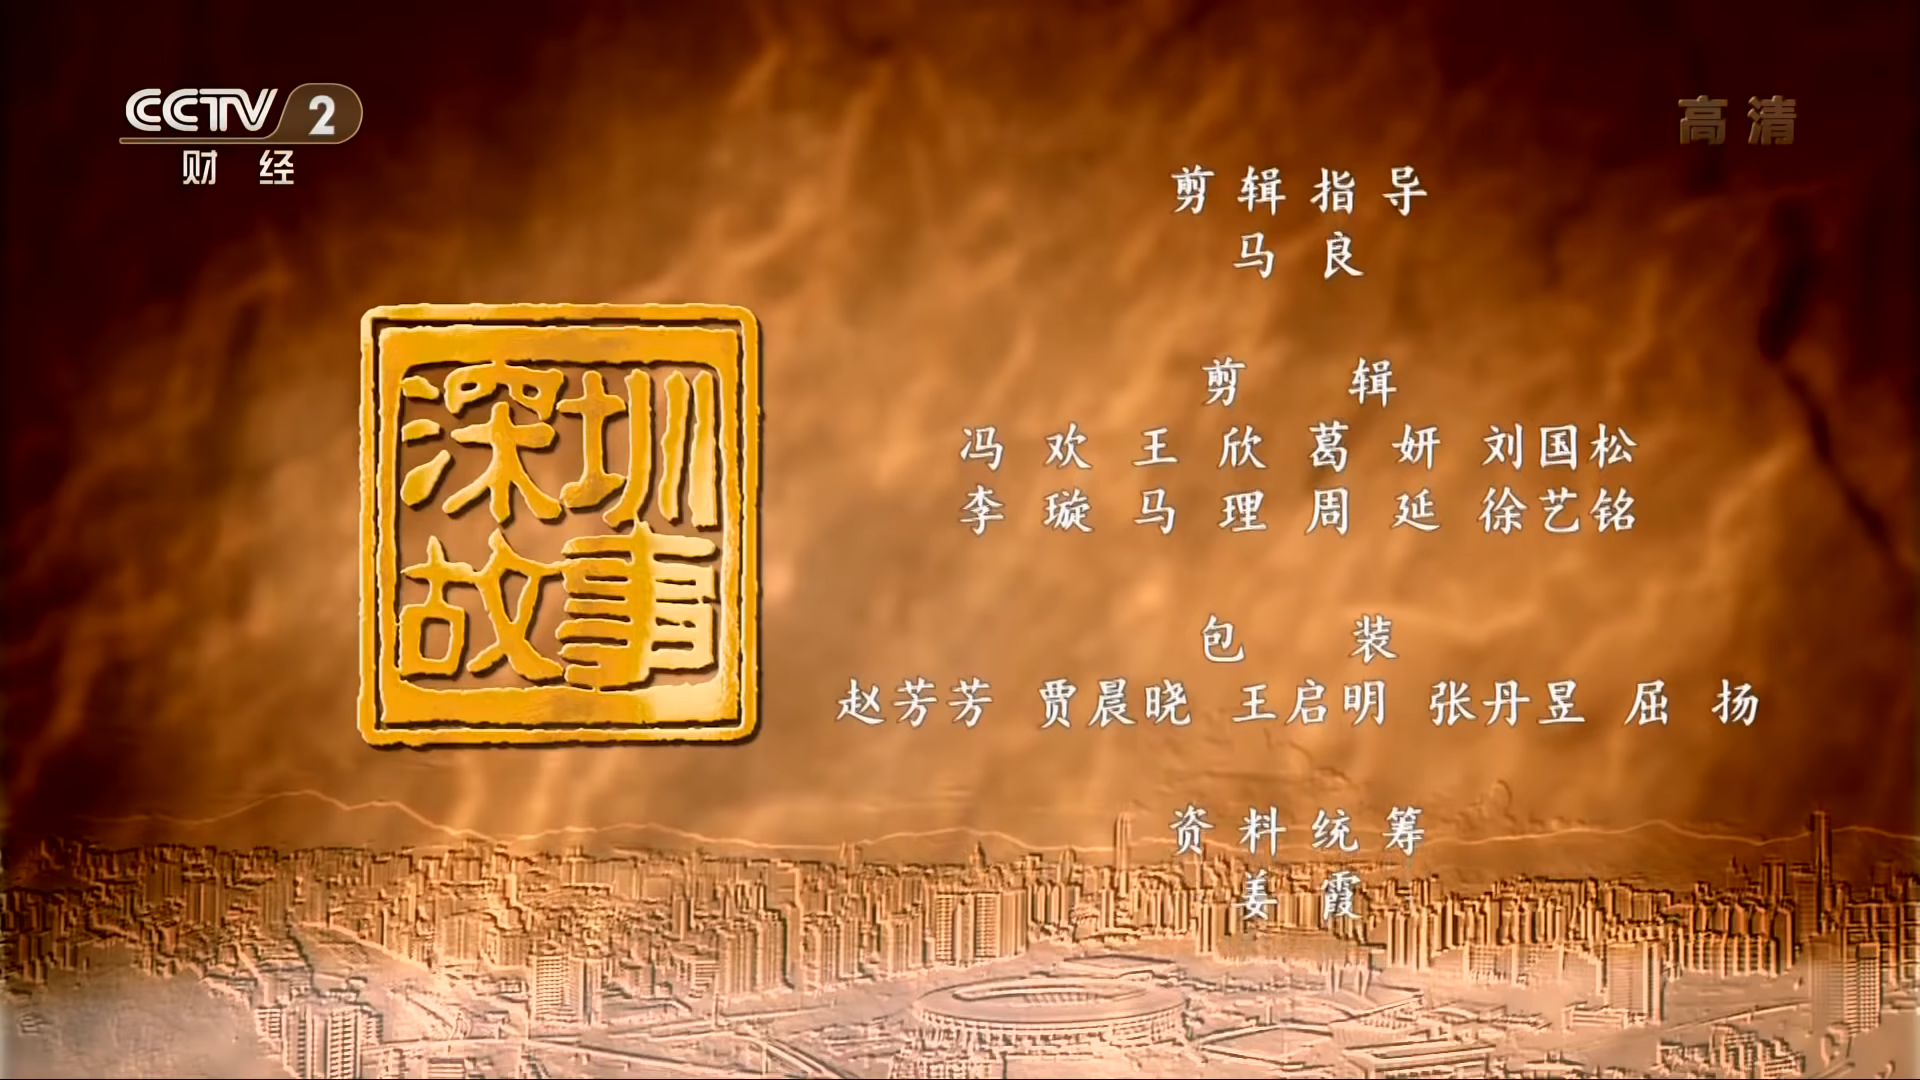 CCTV 2
财 经
高 清
剪 辑 指 导
马 良
深圳
故事
剪 辑
冯 欢 王 欣 葛 妍 刘国松
李 璇 马 理 周 延 徐艺铭
包 装
赵芳芳 贾晨晓 王启明 张丹昱 屈 扬
资 料 统 筹
姜 霞